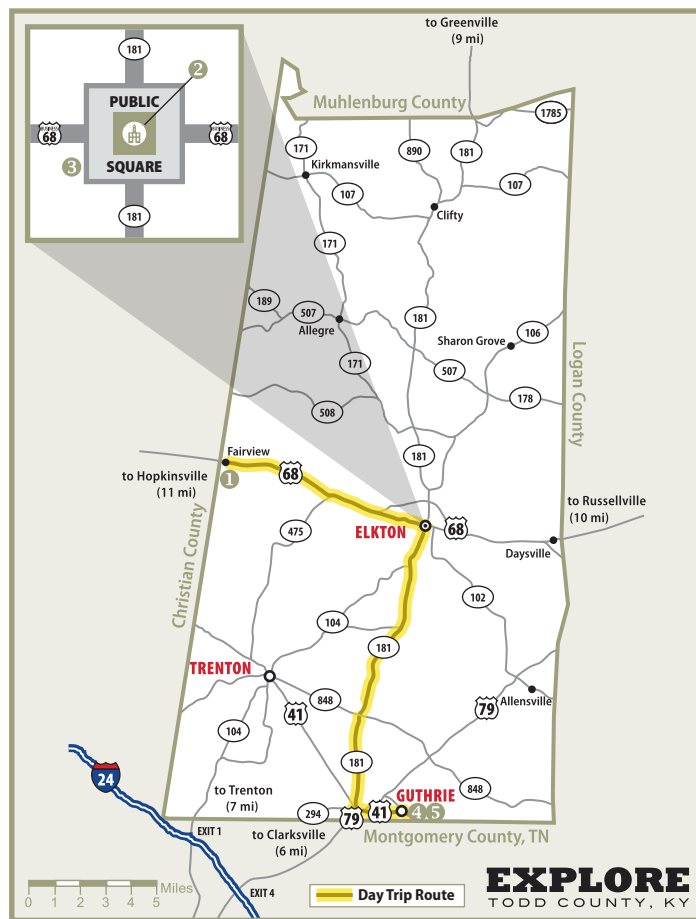 to Greenville
(9 mi)
181
2
PUBLIC
BUSINESS
68
BUSINESS
68
3
SQUARE
181
Muhlenburg County
1785
171
890
181
Kirkmansville
107
107
Clifty
171
189
507
181
Allegre
Sharon Grove
106
171
507
Logan County
178
508
181
Fairview
to Hopkinsville
(11 mi)
1
68
to Russellville
(10 mi)
ELKTON
68
475
Daysville
Christian County
102
104
181
TRENTON
848
Allensville
41
79
104
181
24
to Trenton
(7 mi)
GUTHRIE
848
294
79
41
4,5
EXIT 1
to Clarksville
(6 mi)
Montgomery County, TN
EXIT 4
Miles
0 1 2 3 4 5
Day Trip Route
EXPLORE
TODD COUNTY, KY